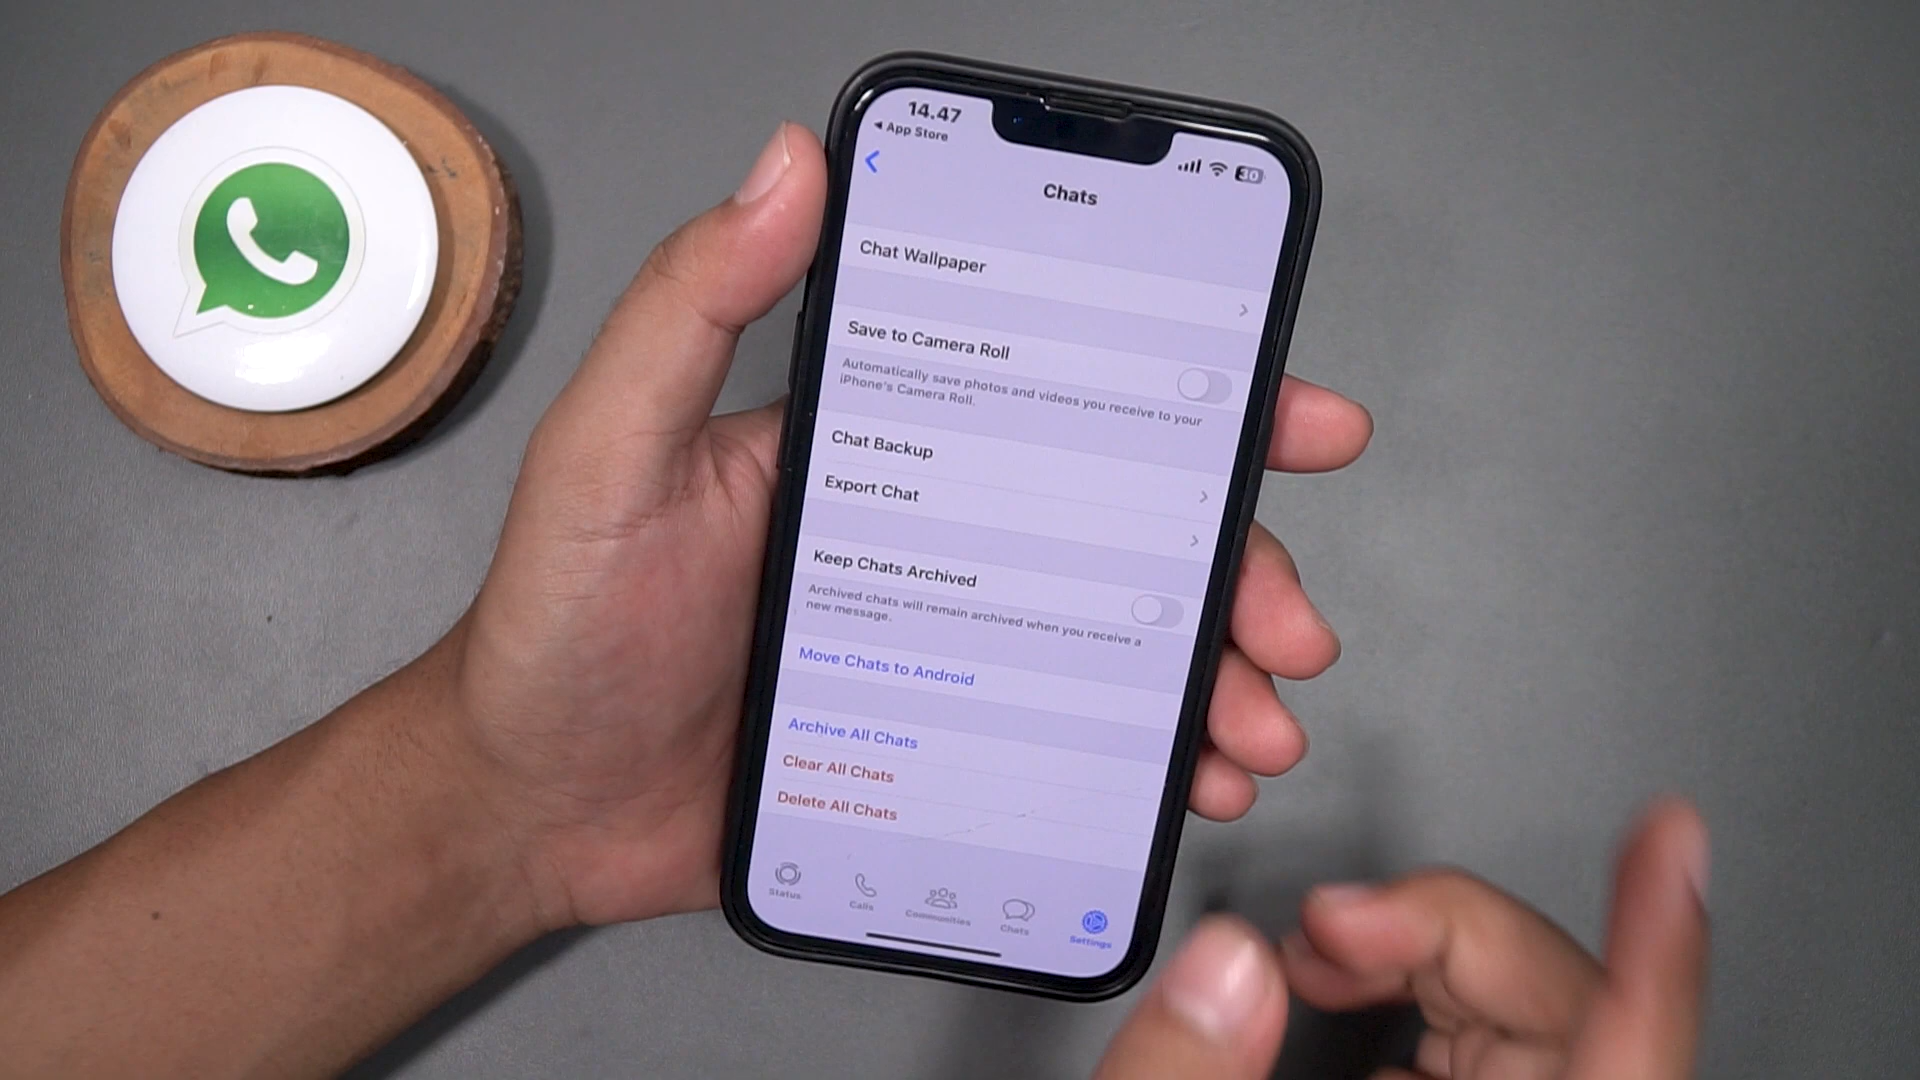 14.47
◀ App Store
30
Chats
Chat Wallpaper
Save to Camera Roll
Automatically save photos and videos you receive to your
iPhone's Camera Roll.
Chat Backup
Export Chat
Keep Chats Archived
Archived chats will remain archived when you receive a
new message.
Move Chats to Android
Archive All Chats
Clear All Chats
Delete All Chats
Status
Calls
Communities
Chats
Settings